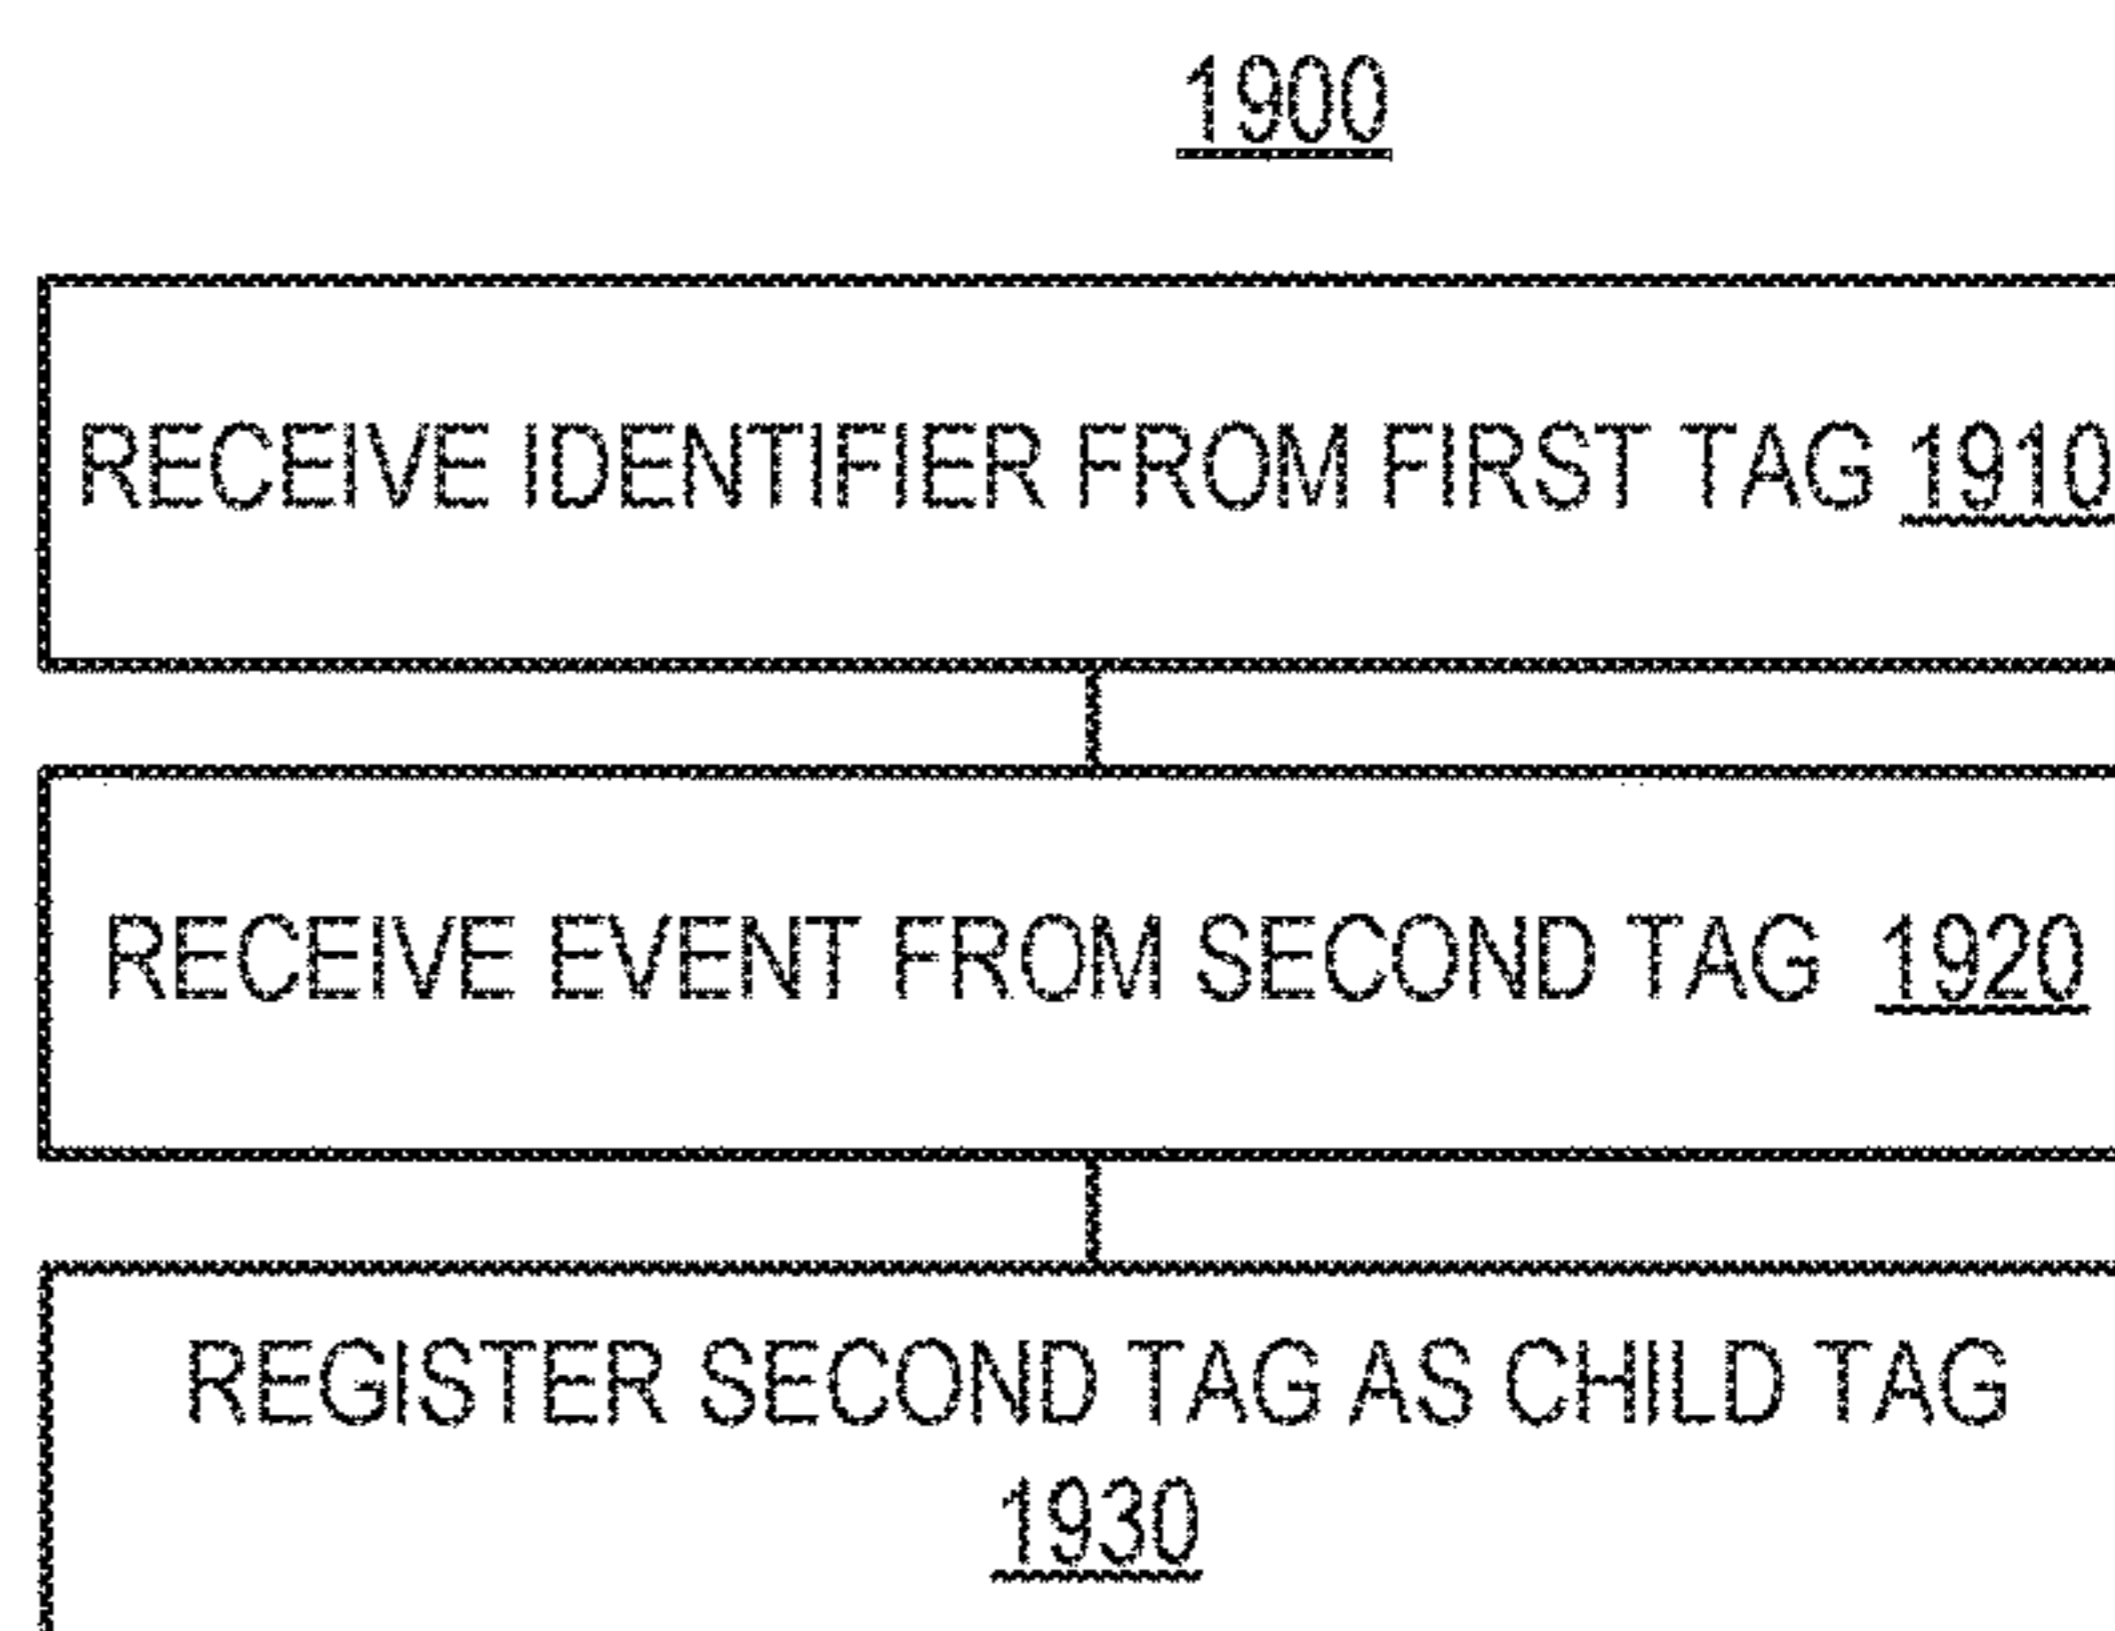 1900
RECEIVE IDENTIFIER FROM FIRST TAG 1910
RECEIVE EVENT FROM SECOND TAG 1920
REGISTER SECOND TAG AS CHILD TAG
1930